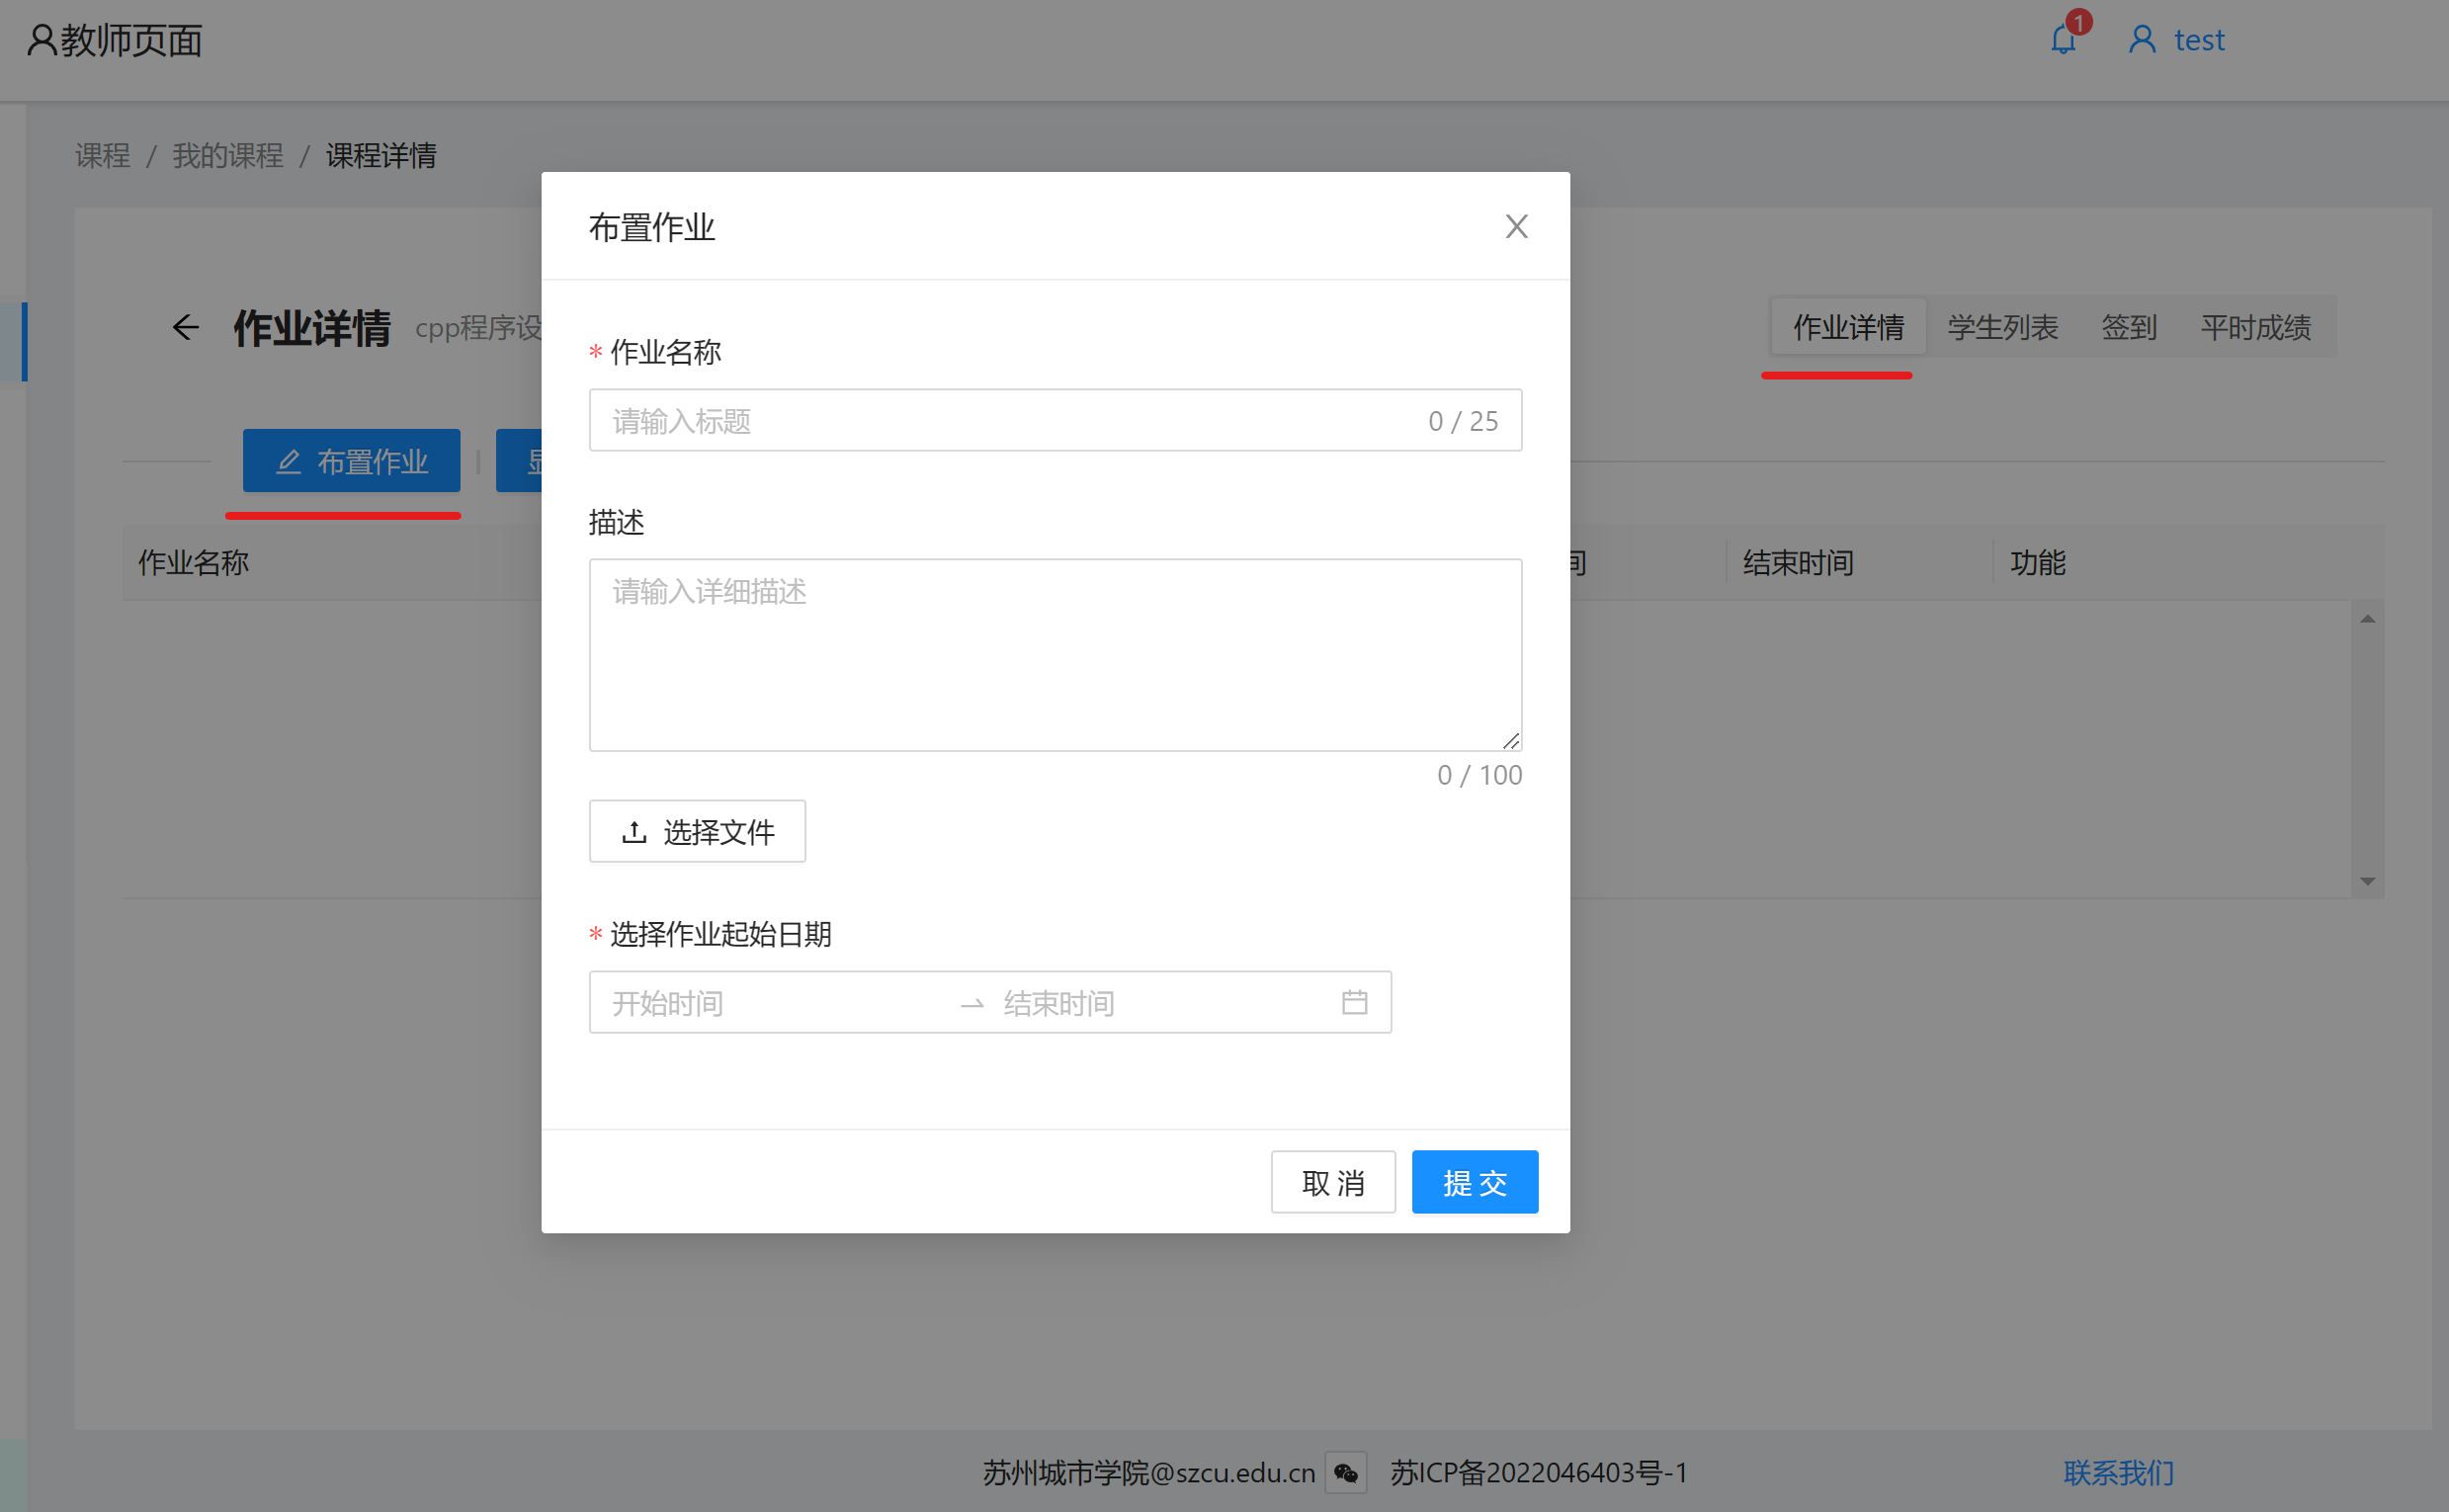 教师页面
1
test
课程 / 我的课程 / 课程详情
布置作业
作业详情 cpp程序设
作业详情 学生列表 签到 平时成绩
* 作业名称
请输入标题 0 / 25
布置作业
描述
请输入详细描述
作业名称 间 结束时间 功能
0 / 100
选择文件
* 选择作业起始日期
开始时间 结束时间
取 消 提 交
苏州城市学院@szcu.edu.cn 苏ICP备2022046403号-1 联系我们